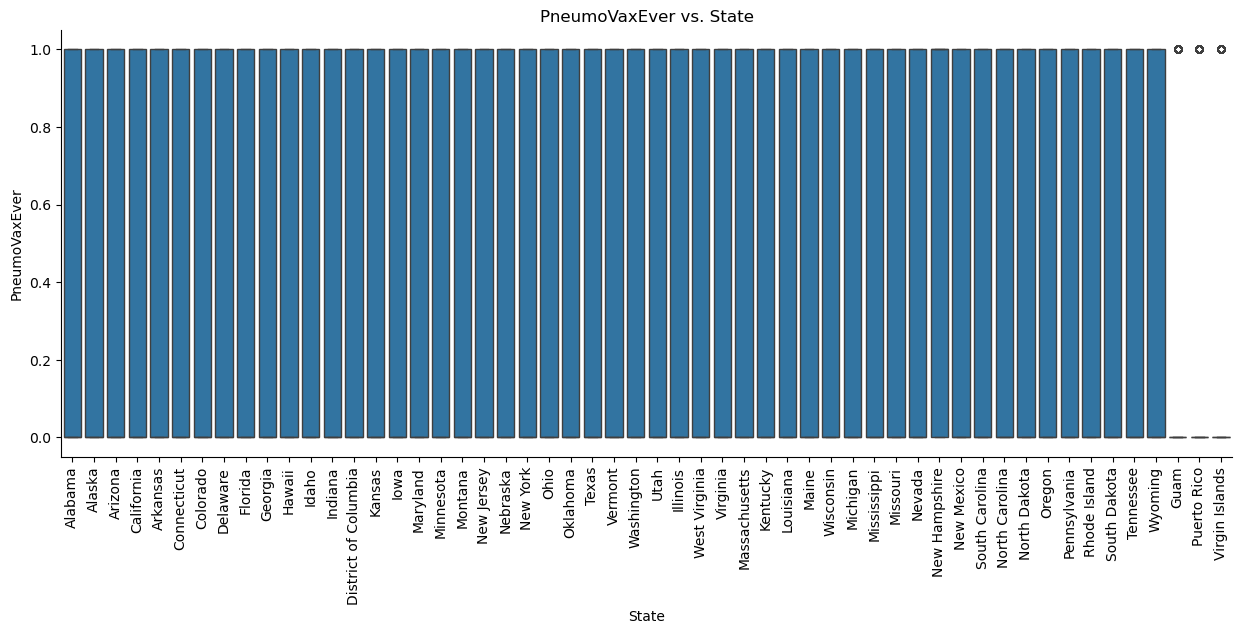 PneumoVaxEver vs. State
PneumoVaxEver
1.0
0.8
0.6
0.4
0.2
0.0
Alabama
Alaska
Arizona
California
Arkansas
Connecticut
Colorado
Delaware
Florida
Georgia
Hawaii
Idaho
Indiana
District of Columbia
Kansas
Iowa
Maryland
Minnesota
Montana
New Jersey
Nebraska
New York
Ohio
Oklahoma
Texas
Vermont
Washington
Utah
Illinois
West Virginia
Virginia
Massachusetts
Kentucky
Louisiana
Maine
Wisconsin
Michigan
Mississippi
Missouri
Nevada
New Hampshire
New Mexico
South Carolina
North Carolina
North Dakota
Oregon
Pennsylvania
Rhode Island
South Dakota
Tennessee
Wyoming
Guam
Puerto Rico
Virgin Islands
State